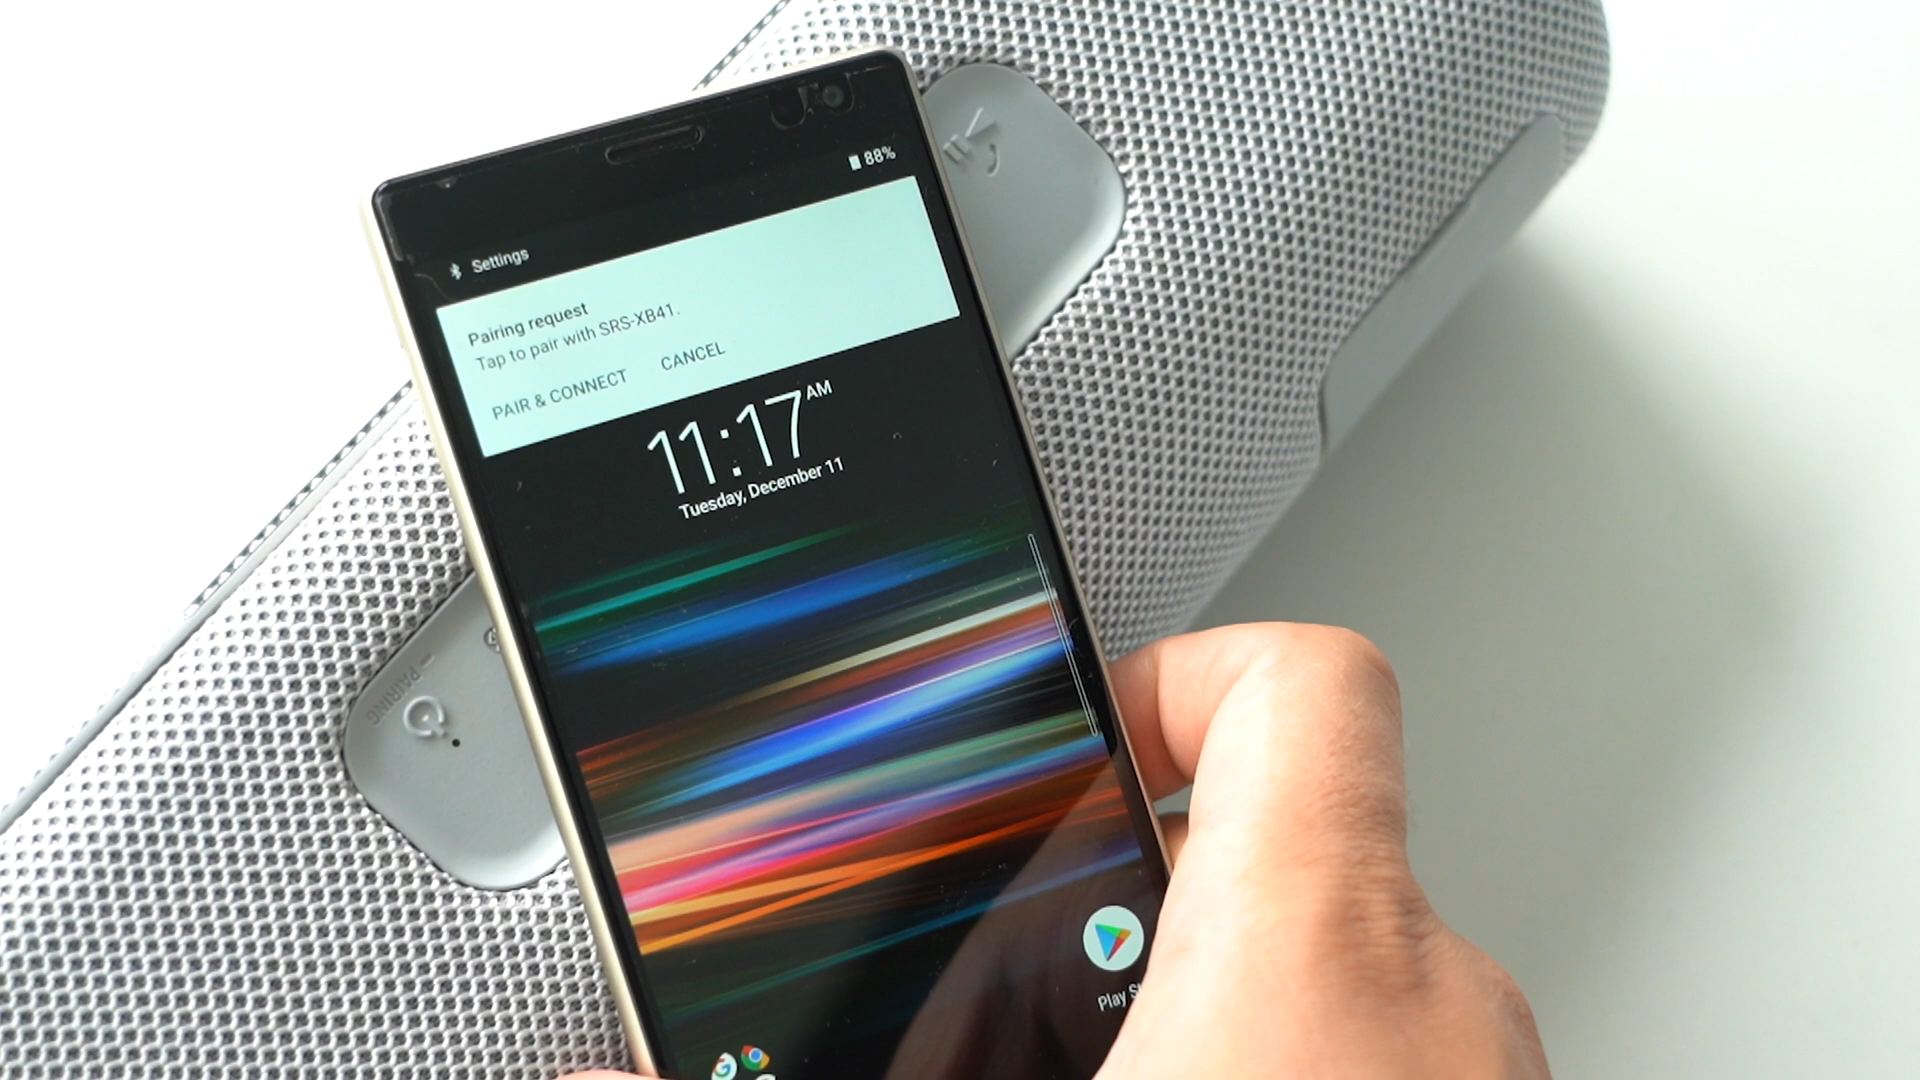 88%
Settings
Pairing request
Tap to pair with SRS-XB41.
PAIR & CONNECT CANCEL
11:17 AM
Tuesday, December 11
PAIRING
Play